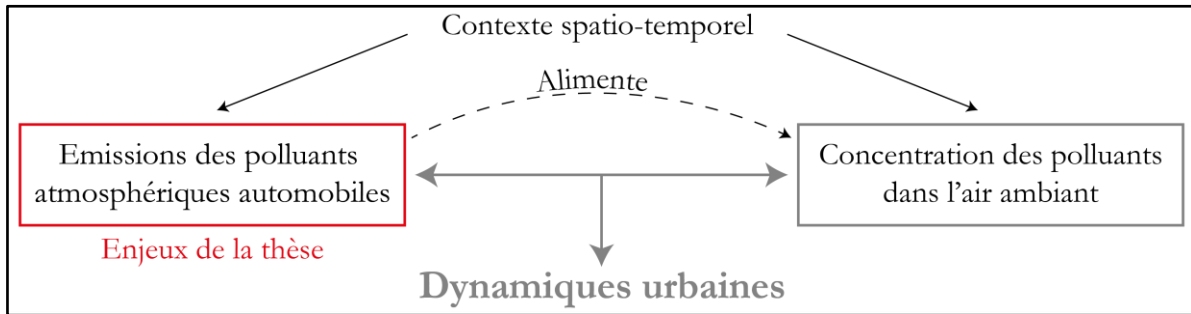 Contexte spatio-temporel
Alimente
Emissions des polluants
atmosphériques automobiles
Concentration des polluants
dans l'air ambiant
Enjeux de la thèse
Dynamiques urbaines